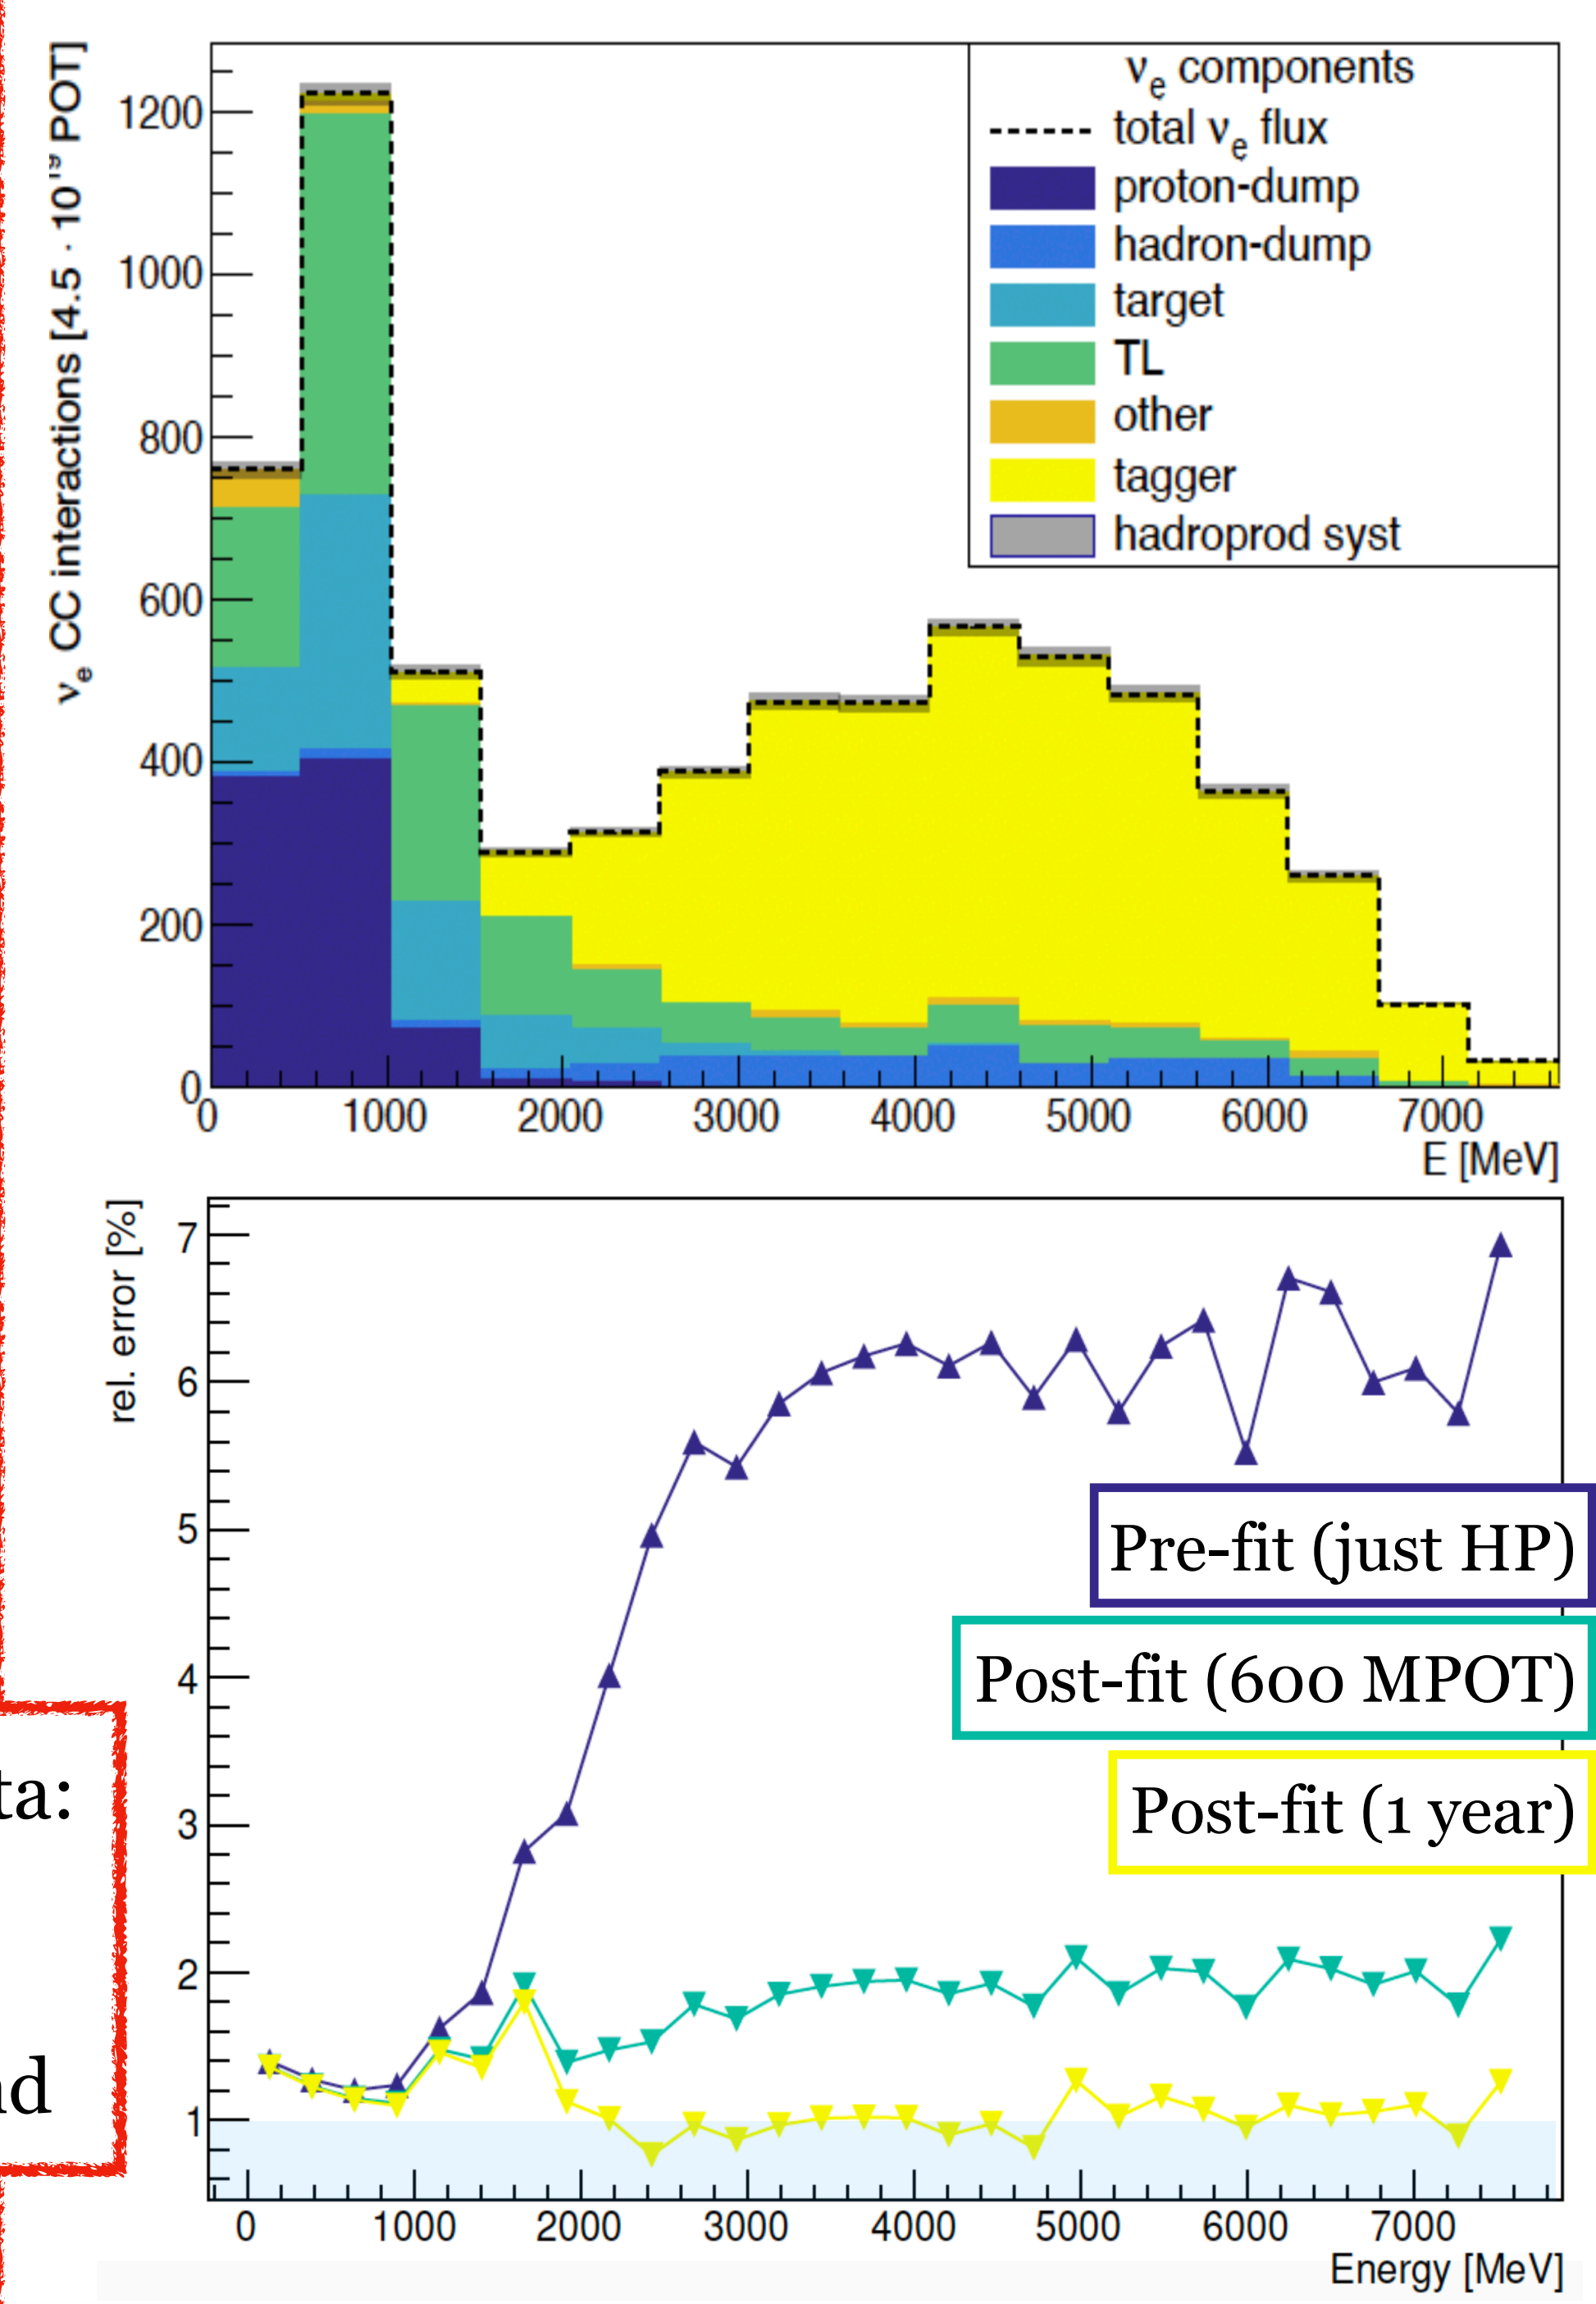 νe CC interactions [4.5 · 10¹⁹ POT]
1200
1000
800
600
400
200
0
νe components
total νe flux
proton-dump
hadron-dump
target
TL
other
tagger
hadroprod syst
0 1000 2000 3000 4000 5000 6000 7000
E [MeV]
rel. error [%]
7
6
5
4
3
2
1
Pre-fit (just HP)
Post-fit (600 MPOT)
Post-fit (1 year)
0 1000 2000 3000 4000 5000 6000 7000
Energy [MeV]
ta:
nd